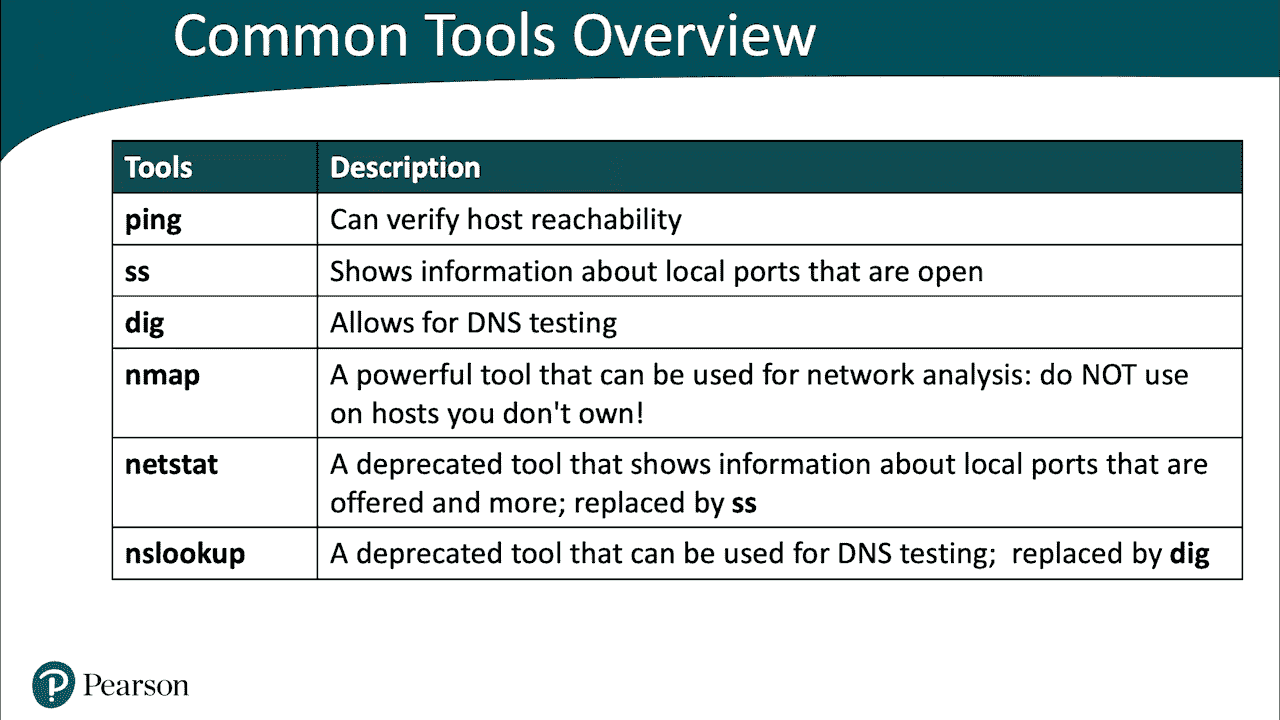 Common Tools Overview
Tools Description
ping Can verify host reachability
ss Shows information about local ports that are open
dig Allows for DNS testing
nmap A powerful tool that can be used for network analysis: do NOT use
on hosts you don't own!
netstat A deprecated tool that shows information about local ports that are
offered and more; replaced by ss
nslookup A deprecated tool that can be used for DNS testing;  replaced by dig
Pearson